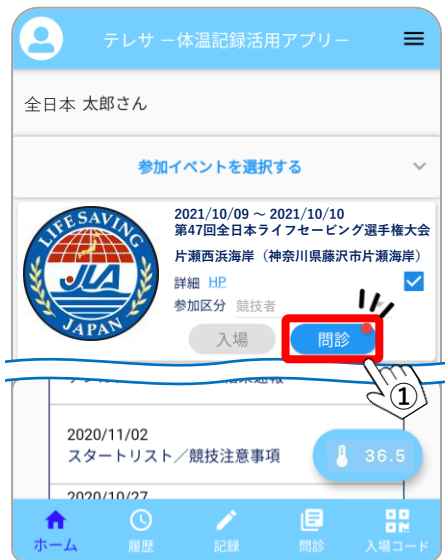 テレサ ー体温記録活用アプリー
全日本 太郎さん
参加イベントを選択する
2021/10/09 ～ 2021/10/10
第47回全日本ライフセービング選手権大会
片瀬西浜海岸（神奈川県藤沢市片瀬海岸）
詳細 HP
参加区分 競技者
LIFE SAVING
JLA
JAPAN
入場
問診
①
2020/11/02
スタートリスト／競技注意事項
36.5
2020/10/27
ホーム
履歴
記録
問診
入場コード